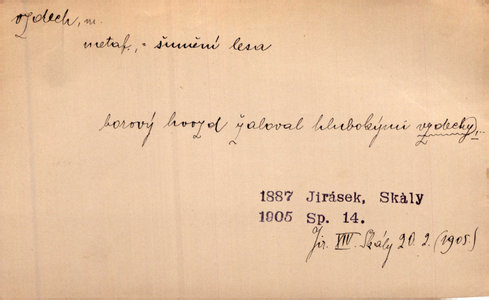 vzdech, m.
metaf., = šumění lesa
borový hvozd žaloval hlubokými vzdechy,..
1887 Jirásek, Skàly
1905 Sp. 14.
Jir. XIV. Skály 20. 2. (1905)